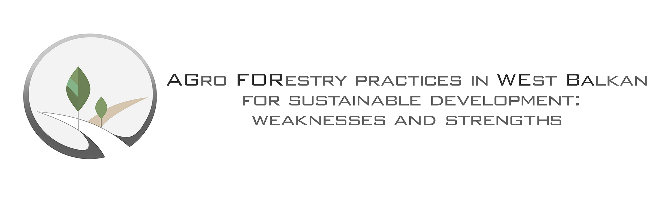 AGro FORestry practices in WEst Balkan
for sustainable development:
weaknesses and strengths